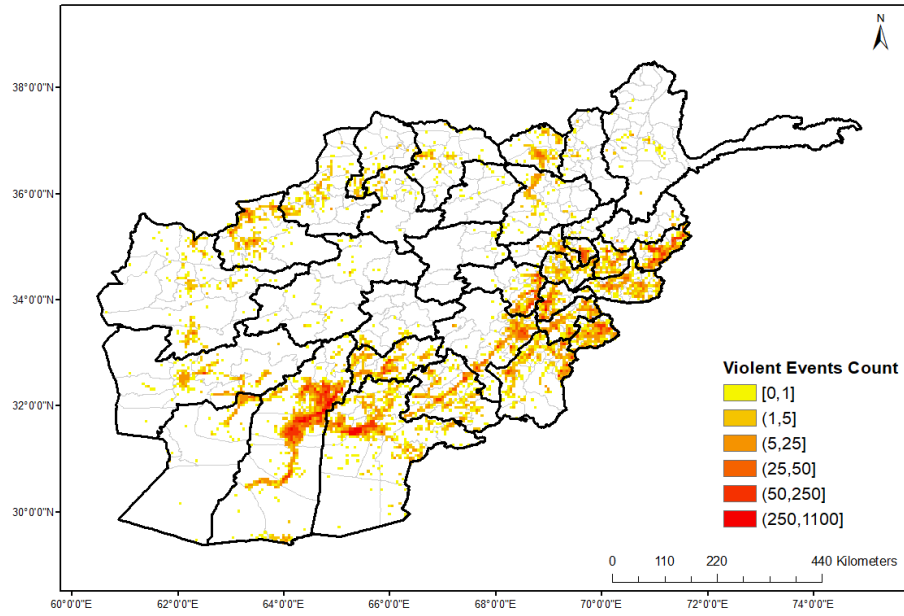 N
38°0'0"N
36°0'0"N
34°0'0"N
32°0'0"N
30°0'0"N
Violent Events Count
[0,1]
(1,5]
(5,25]
(25,50]
(50,250]
(250,1100]
0 110 220 440 Kilometers
60°0'0"E 62°0'0"E 64°0'0"E 66°0'0"E 68°0'0"E 70°0'0"E 72°0'0"E 74°0'0"E